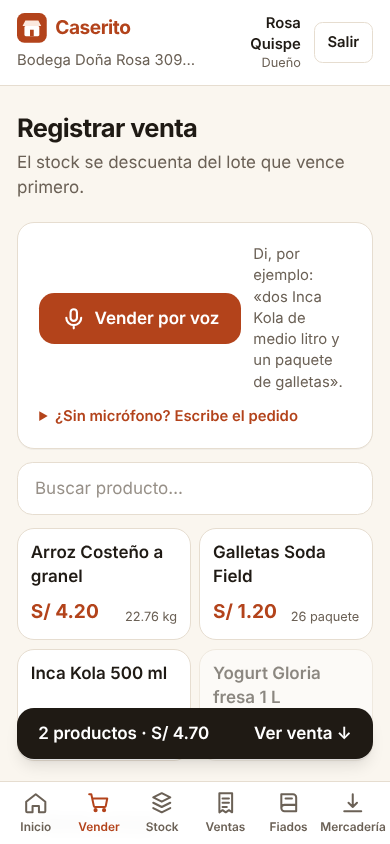 Caserito
Bodega Doña Rosa 309...
Rosa
Quispe
Dueño
Salir
Registrar venta
El stock se descuenta del lote que vence
primero.
Vender por voz
Di, por
ejemplo:
«dos Inca
Kola de
medio litro y
un paquete
de galletas».
¿Sin micrófono? Escribe el pedido
Buscar producto...
Arroz Costeño a
granel
S/ 4.20
22.76 kg
Galletas Soda
Field
S/ 1.20
26 paquete
Inca Kola 500 ml
Yogurt Gloria
fresa 1 L
2 productos · S/ 4.70
Ver venta ↓
Inicio
Vender
Stock
Ventas
Fiados
Mercadería